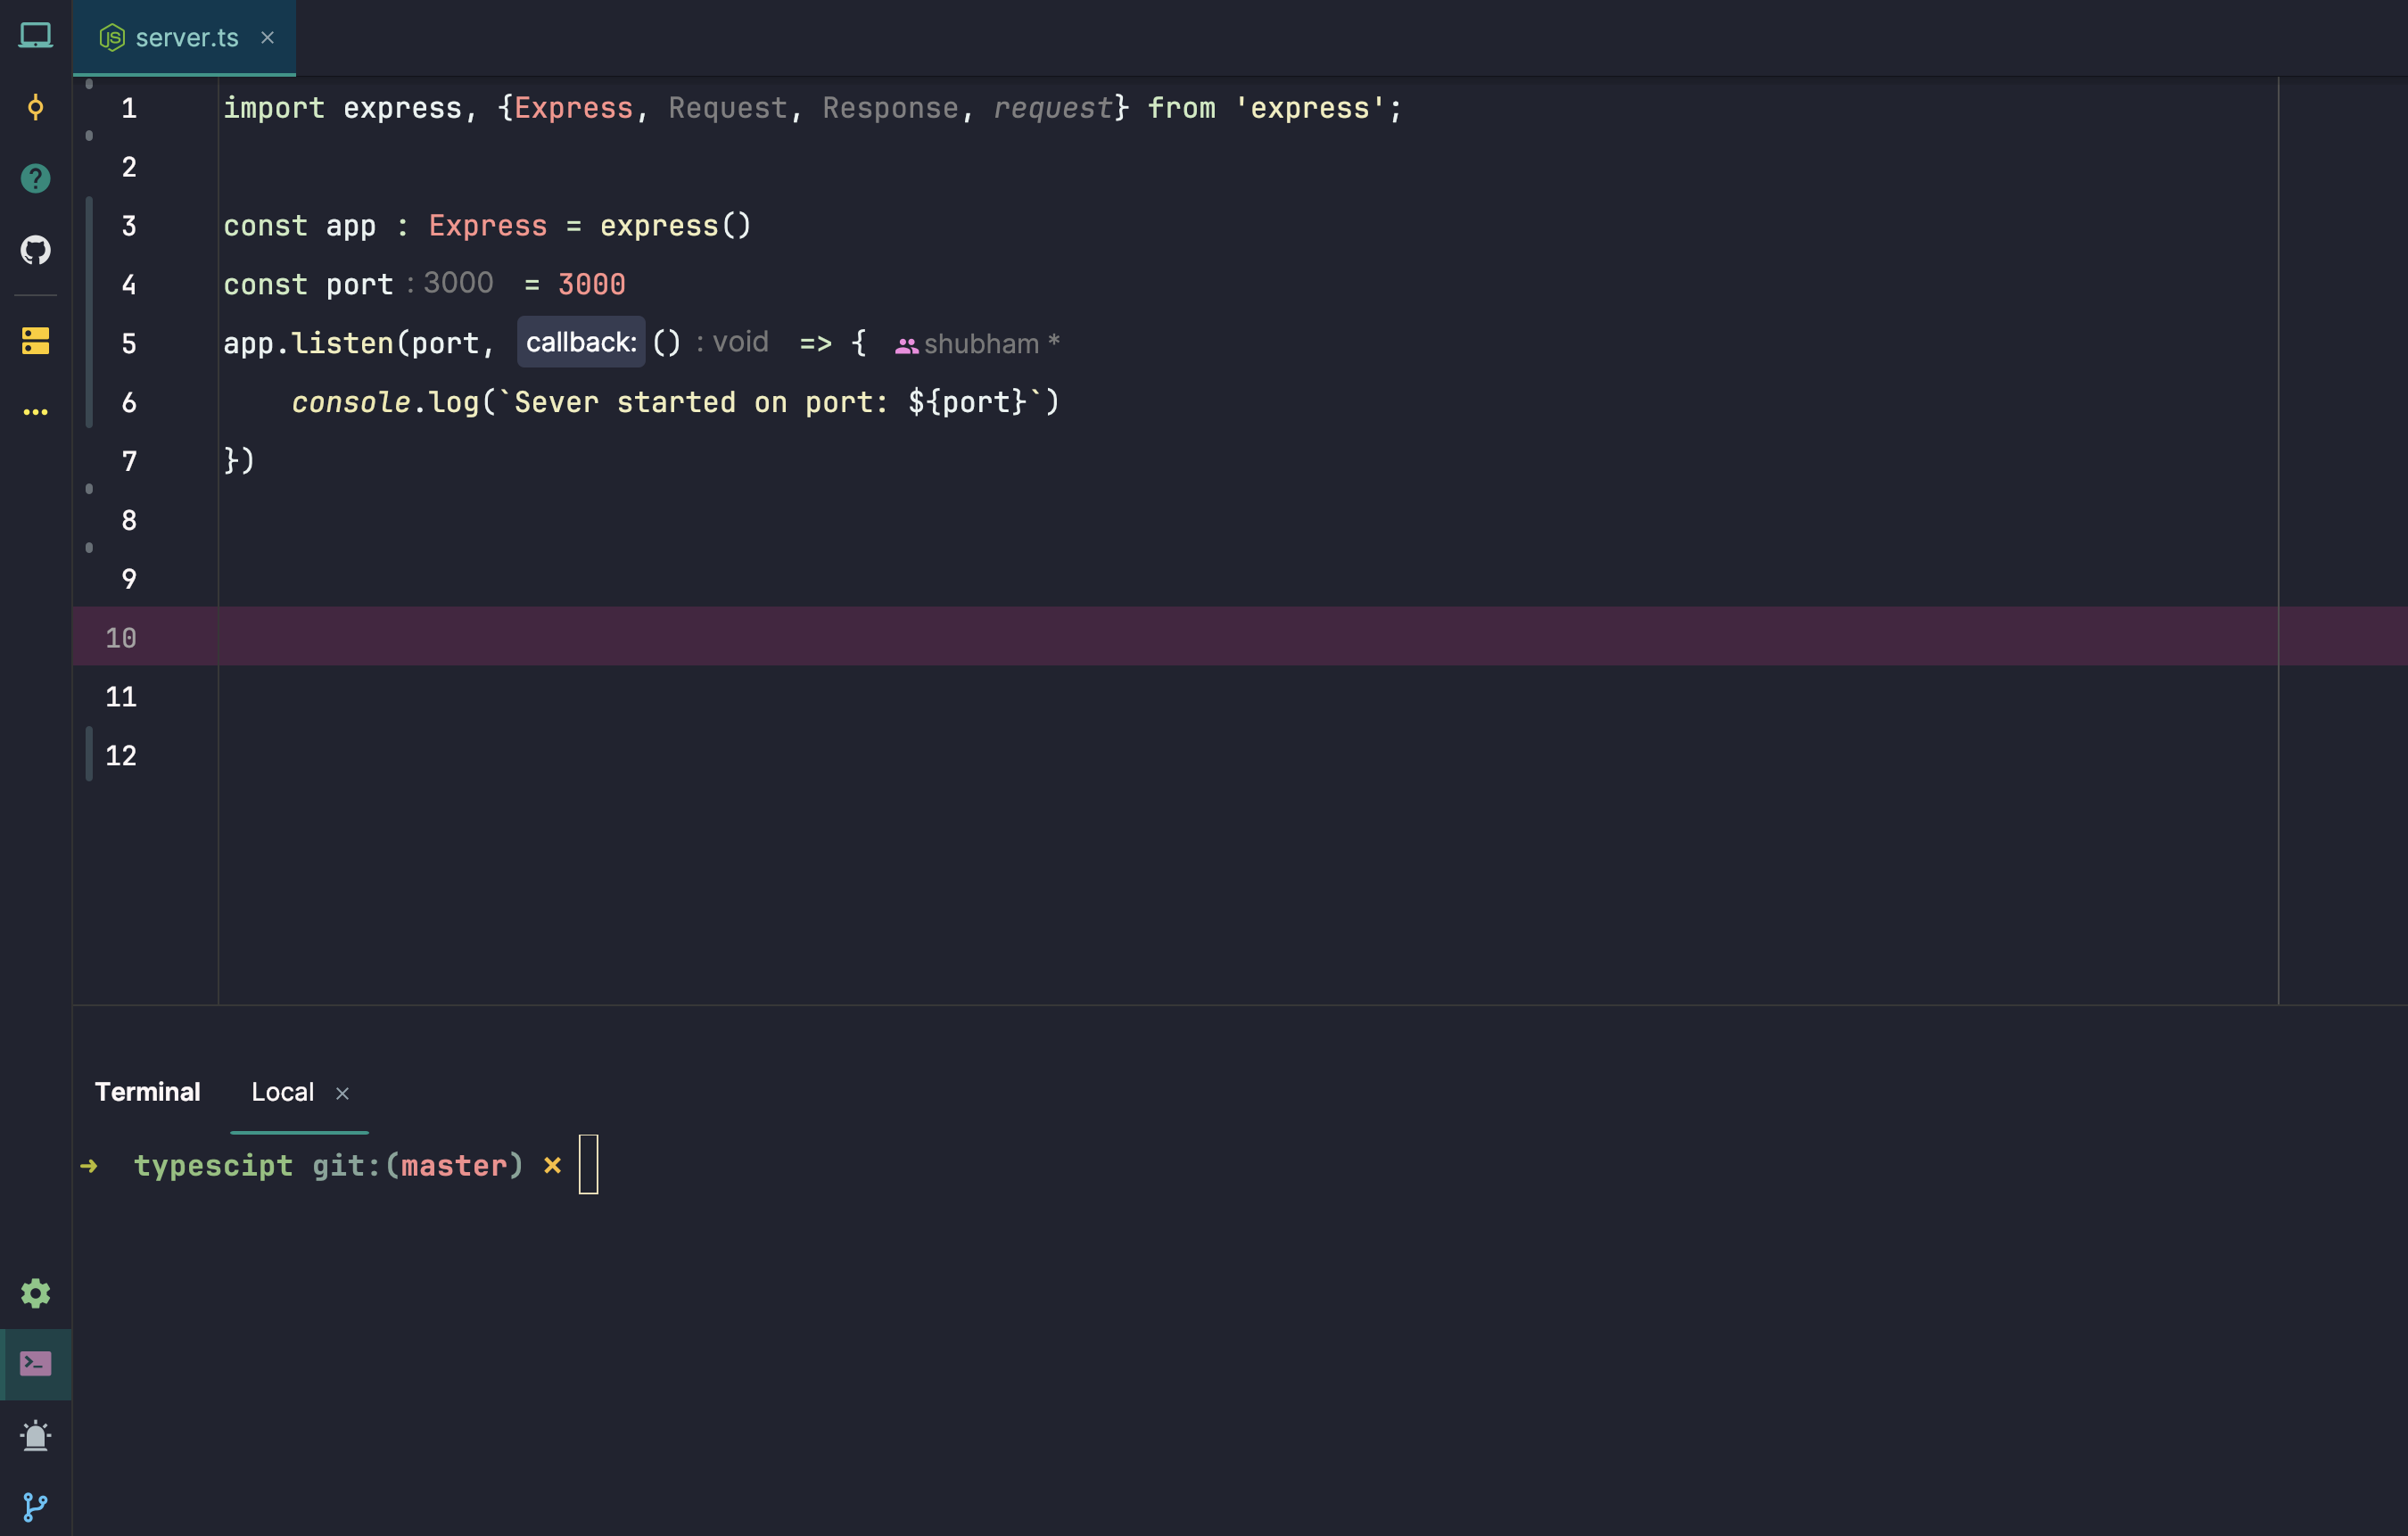 server.ts ×
1 import express, {Express, Request, Response, request} from 'express';
2
3 const app : Express = express()
4 const port : 3000 = 3000
5 app.listen(port, callback: () : void => { shubham *
6 console.log(`Sever started on port: ${port}`)
7 })
8
9
10
11
12
Terminal Local ×
➜ typescipt git:(master) ✗